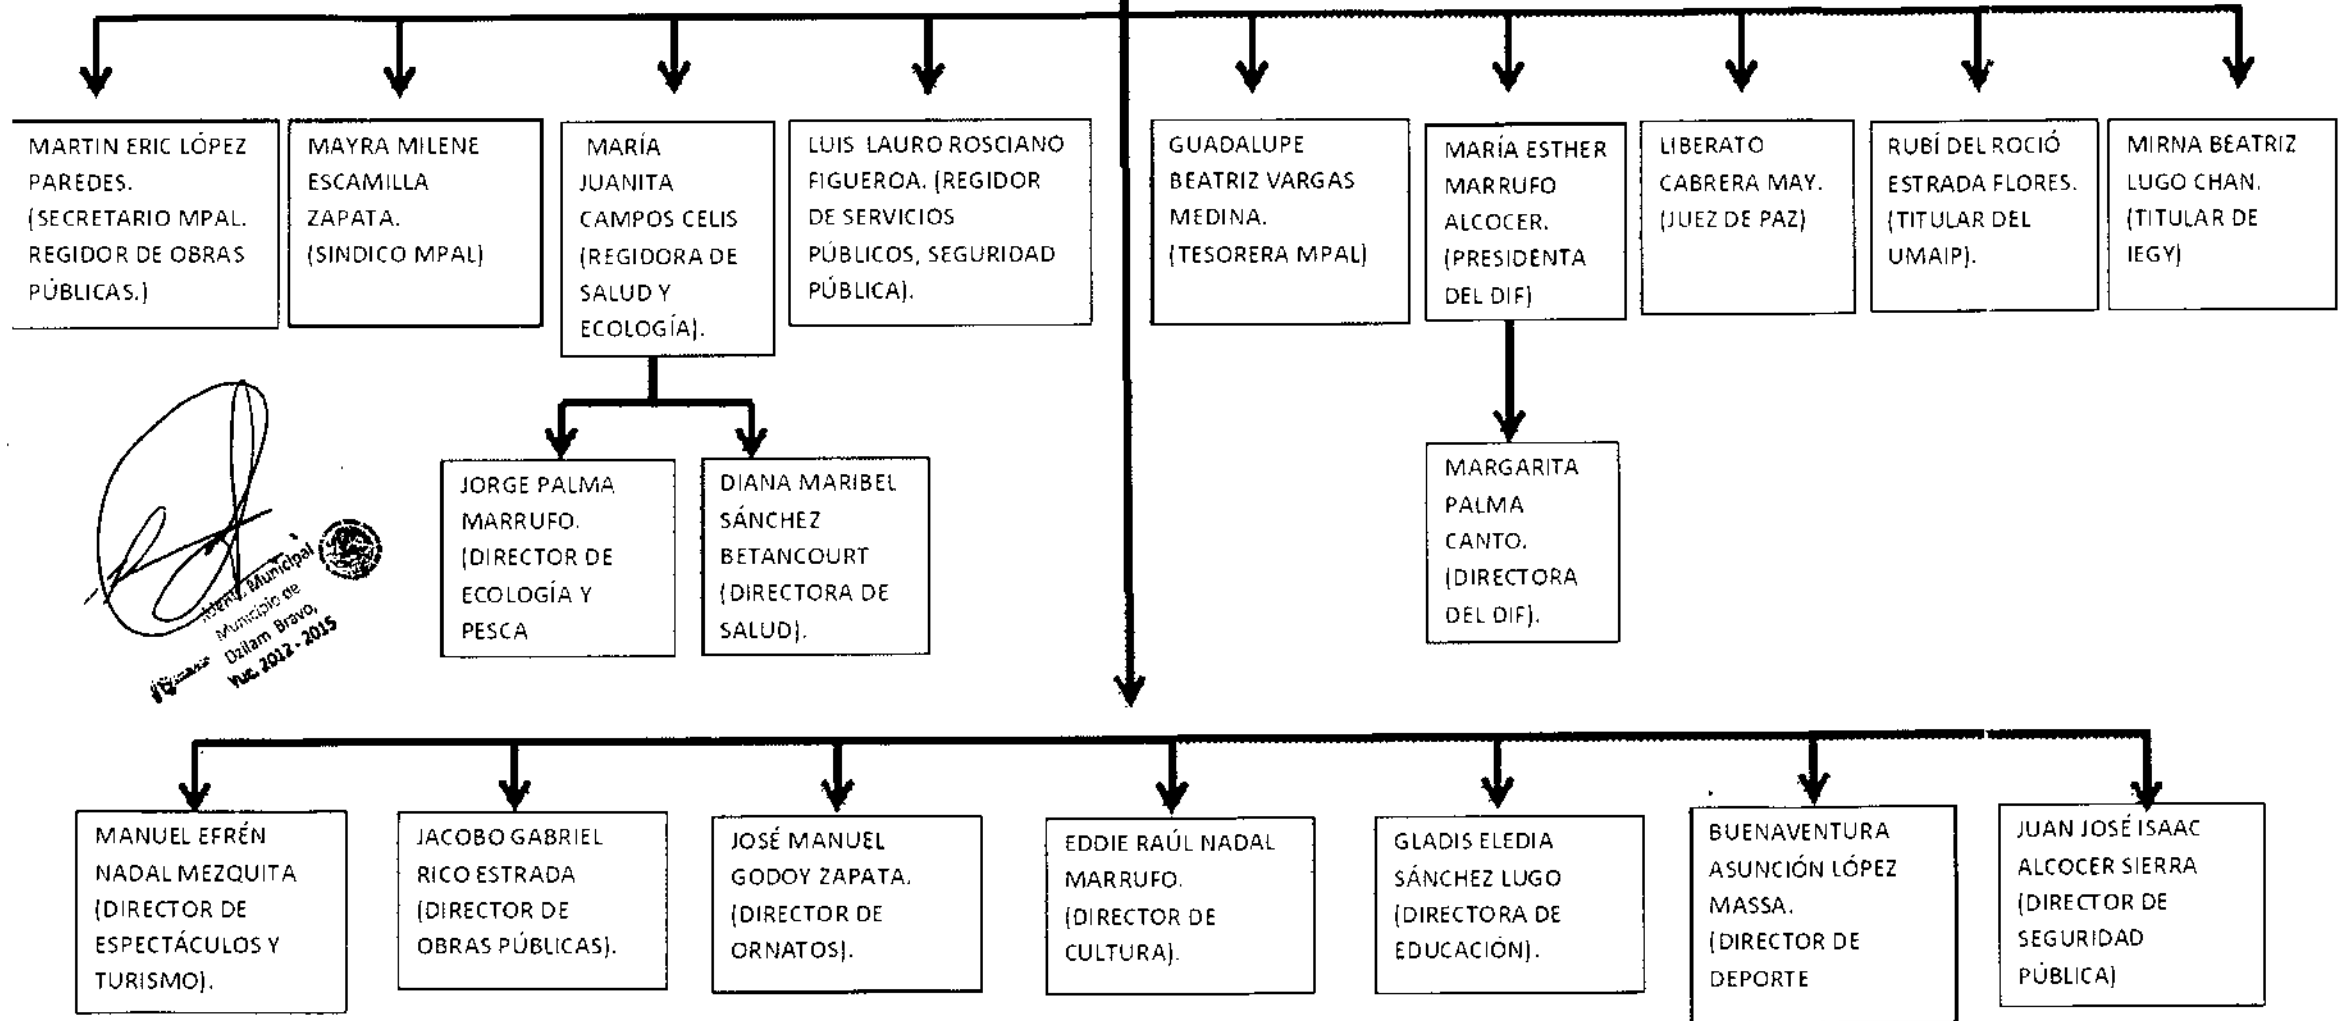 MARTIN ERIC LÓPEZ
PAREDES.
(SECRETARIO MPAL.
REGIDOR DE OBRAS
PÚBLICAS.)
MAYRA MILENE
ESCAMILLA
ZAPATA.
(SINDICO MPAL)
MARÍA
JUANITA
CAMPOS CELIS
(REGIDORA DE
SALUD Y
ECOLOGÍA).
LUIS LAURO ROSCIANO
FIGUEROA. (REGIDOR
DE SERVICIOS
PÚBLICOS, SEGURIDAD
PÚBLICA).
GUADALUPE
BEATRIZ VARGAS
MEDINA.
(TESORERA MPAL)
MARÍA ESTHER
MARRUFO
ALCOCER.
(PRESIDENTA
DEL DIF)
LIBERATO
CABRERA MAY.
(JUEZ DE PAZ)
RUBÍ DEL ROCIÓ
ESTRADA FLORES.
(TITULAR DEL
UMAIP).
MIRNA BEATRIZ
LUGO CHAN.
(TITULAR DE
IEGY)
JORGE PALMA
MARRUFO.
(DIRECTOR DE
ECOLOGÍA Y
PESCA
DIANA MARIBEL
SÁNCHEZ
BETANCOURT
(DIRECTORA DE
SALUD).
MARGARITA
PALMA
CANTO.
(DIRECTORA
DEL DIF).
Municipal
Municipio de
Dzilam Bravo,
Yuc. 2012 - 2015
MANUEL EFRÉN
NADAL MEZQUITA
(DIRECTOR DE
ESPECTÁCULOS Y
TURISMO).
JACOBO GABRIEL
RICO ESTRADA
(DIRECTOR DE
OBRAS PÚBLICAS).
JOSÉ MANUEL
GODOY ZAPATA.
(DIRECTOR DE
ORNATOS).
EDDIE RAÚL NADAL
MARRUFO.
(DIRECTOR DE
CULTURA).
GLADIS ELEDIA
SÁNCHEZ LUGO
(DIRECTORA DE
EDUCACIÓN).
BUENAVENTURA
ASUNCIÓN LÓPEZ
MASSA.
(DIRECTOR DE
DEPORTE
JUAN JOSÉ ISAAC
ALCOCER SIERRA
(DIRECTOR DE
SEGURIDAD
PÚBLICA)